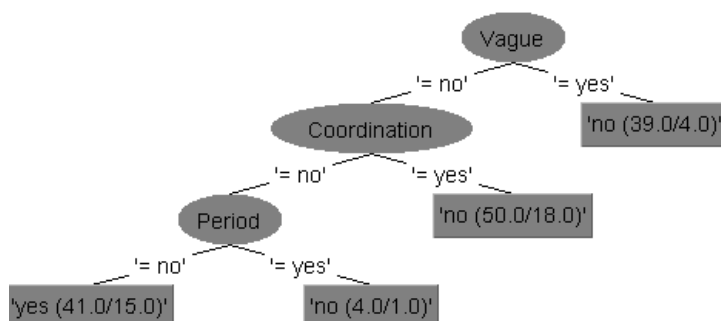 Vague
'= no' '= yes'
Coordination 'no (39.0/4.0)'
'= no' '= yes'
Period 'no (50.0/18.0)'
'= no' '= yes'
'yes (41.0/15.0)' 'no (4.0/1.0)'